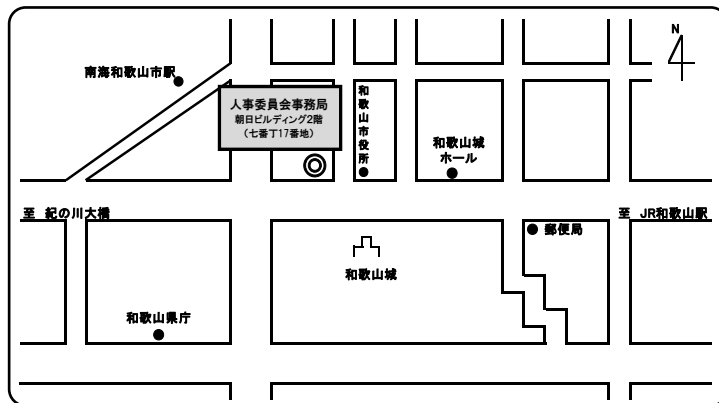 N
南海和歌山市駅
人事委員会事務局
朝日ビルディング2階
（七番丁17番地）
和歌山市役所
和歌山城
ホール
至 紀の川大橋
至 JR和歌山駅
郵便局
和歌山城
和歌山県庁